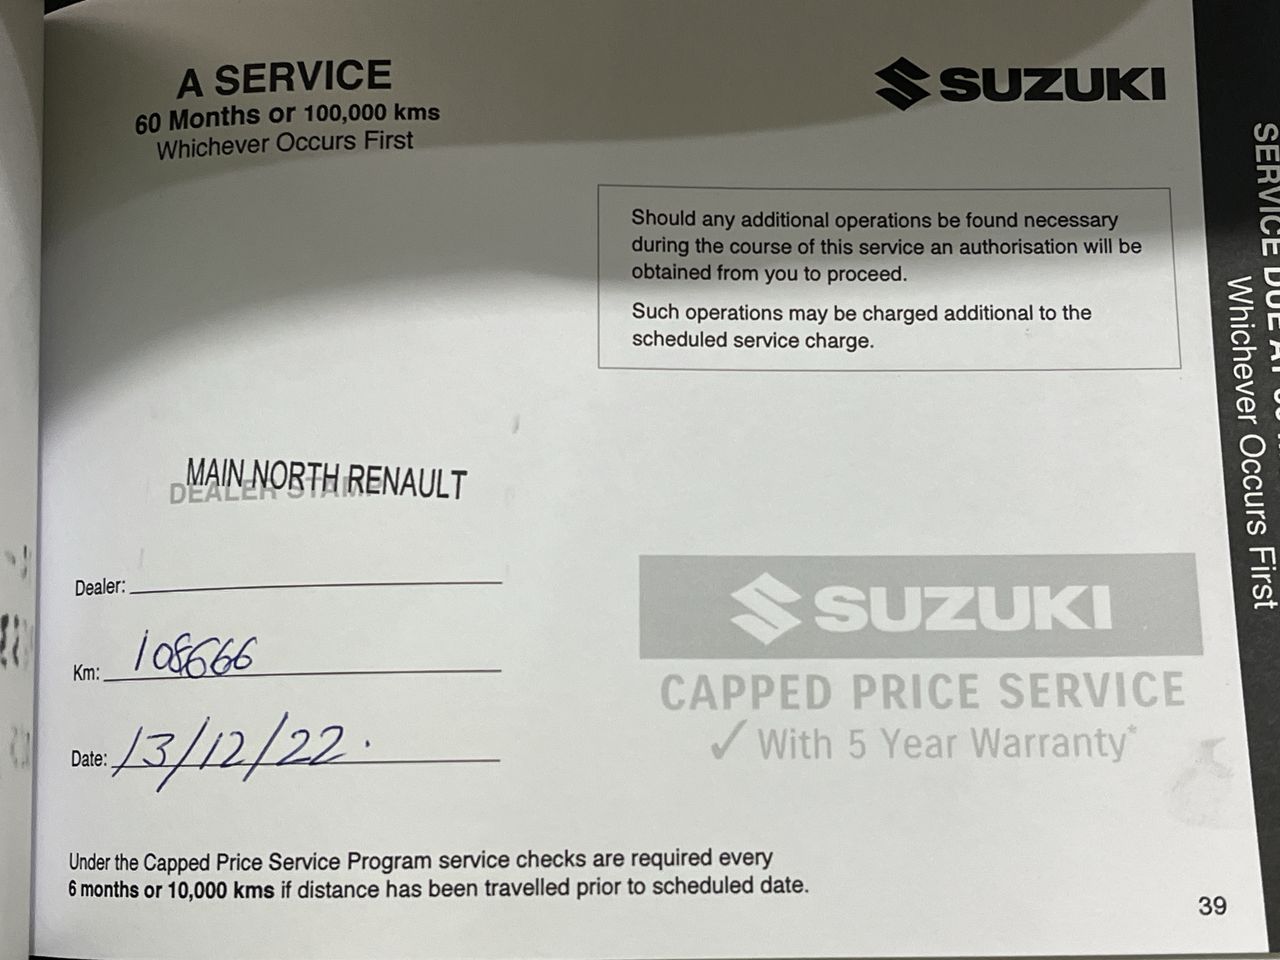 A SERVICE
60 Months or 100,000 kms
Whichever Occurs First
SUZUKI
Should any additional operations be found necessary
during the course of this service an authorisation will be
obtained from you to proceed.
Such operations may be charged additional to the
scheduled service charge.
MAIN NORTH RENAULT
DEALER STAMP
Dealer:
Km: 108666
Date: 13/12/22.
SUZUKI
CAPPED PRICE SERVICE
✓ With 5 Year Warranty*
Under the Capped Price Service Program service checks are required every
6 months or 10,000 kms if distance has been travelled prior to scheduled date.
39
SERVICE DUE AT
Whichever Occurs First